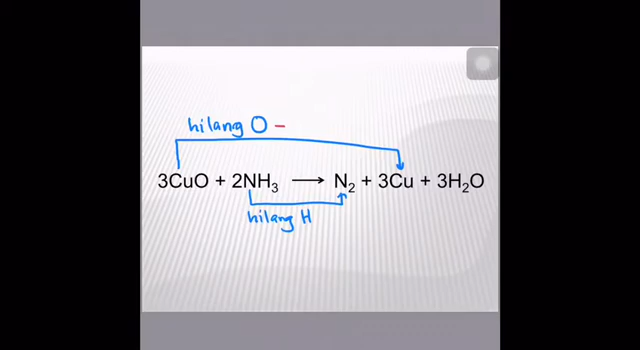 hilang O -
3CuO + 2NH₃ → N₂ + 3Cu + 3H₂O
hilang H